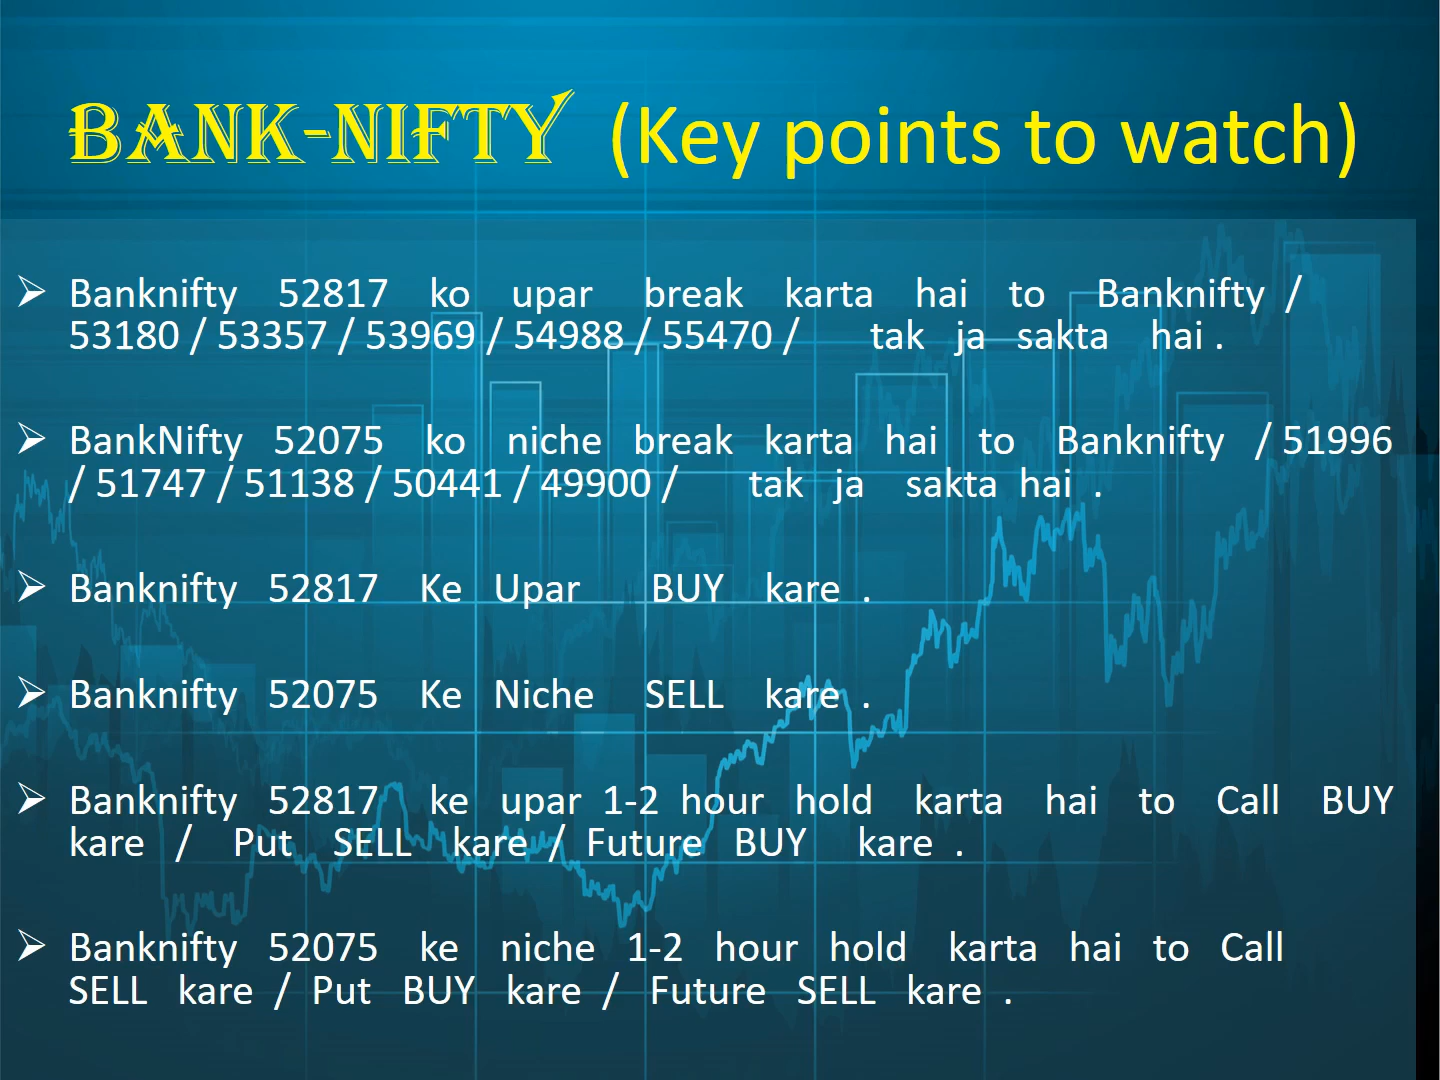 BANK-NIFTY (Key points to watch)
➢ Banknifty 52817 ko upar break karta hai to Banknifty /
53180 / 53357 / 53969 / 54988 / 55470 / tak ja sakta hai .
➢ BankNifty 52075 ko niche break karta hai to Banknifty / 51996
/ 51747 / 51138 / 50441 / 49900 / tak ja sakta hai .
➢ Banknifty 52817 Ke Upar BUY kare .
➢ Banknifty 52075 Ke Niche SELL kare .
➢ Banknifty 52817 ke upar 1-2 hour hold karta hai to Call BUY
kare / Put SELL kare / Future BUY kare .
➢ Banknifty 52075 ke niche 1-2 hour hold karta hai to Call
SELL kare / Put BUY kare / Future SELL kare .